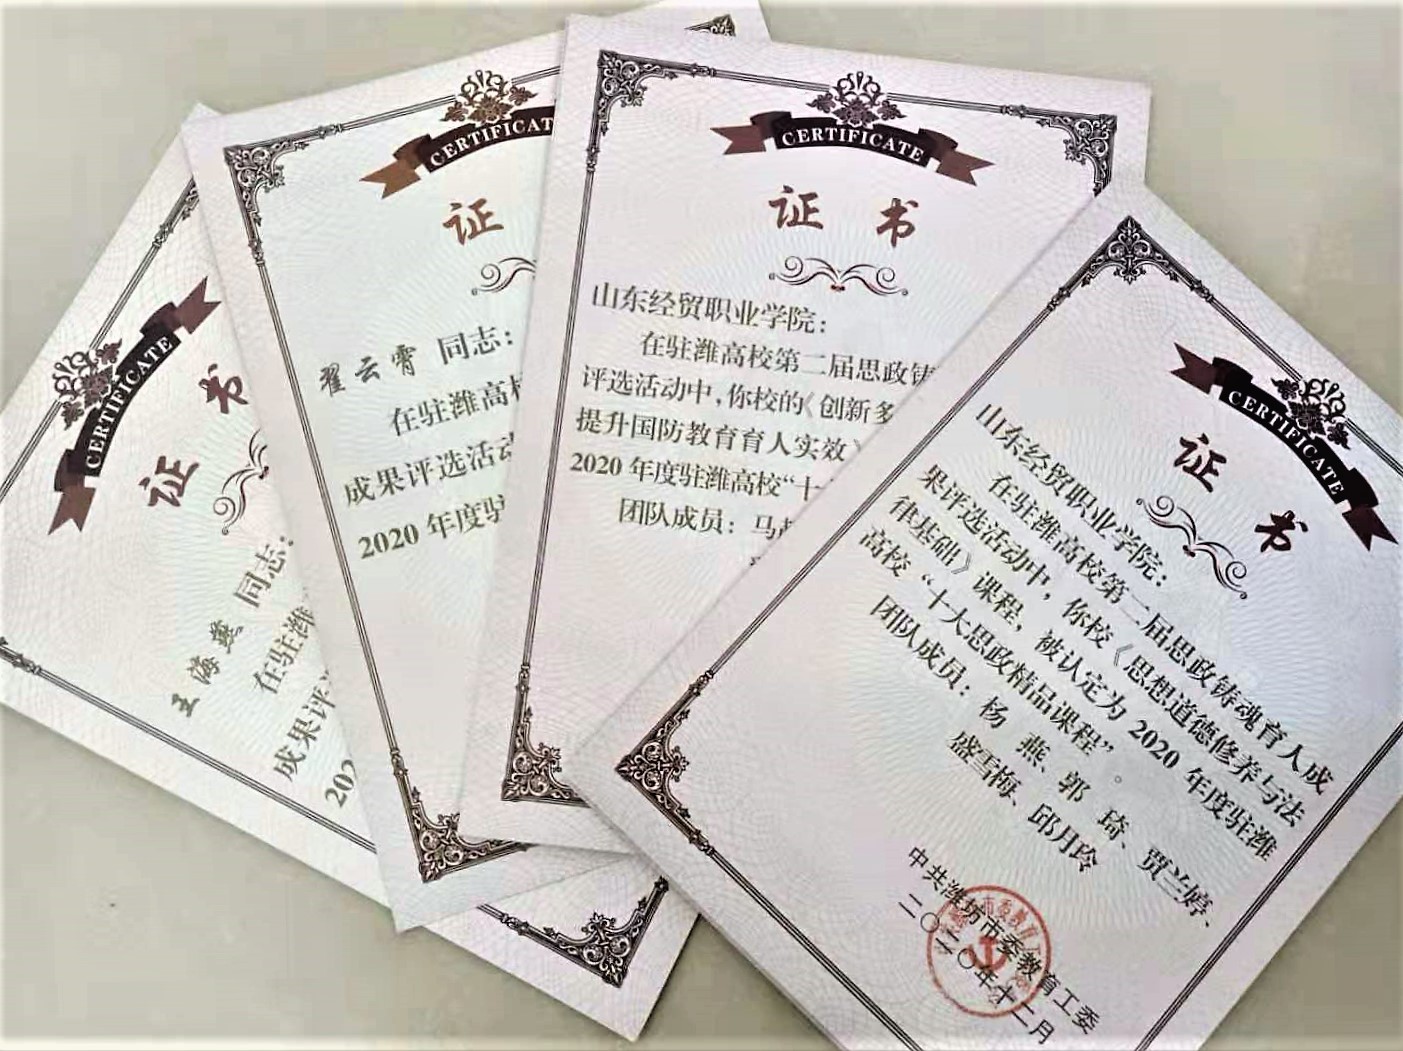 CERTIFICATE
证 书
王海燕 同志：
在驻潍
成果评
202
CERTIFICAT
证
翟云霄 同志：
在驻潍高校
成果评选活动
2020 年度驻
CERTIFICATE
证 书
山东经贸职业学院：
在驻潍高校第二届思政铸
评选活动中，你校的《创新多
提升国防教育育人实效》
2020 年度驻潍高校“十
团队成员：马
CERTIFICATE
证 书
山东经贸职业学院：
在驻潍高校第二届思政铸魂育人成
果评选活动中，你校《思想道德修养与法
律基础》课程，被认定为 2020 年度驻潍
高校“十大思政精品课程”。
团队成员：杨 燕、郭 琦、贾兰婷、
盛雪梅、邱月玲
中共潍坊市委教育工委
二〇二〇年十二月